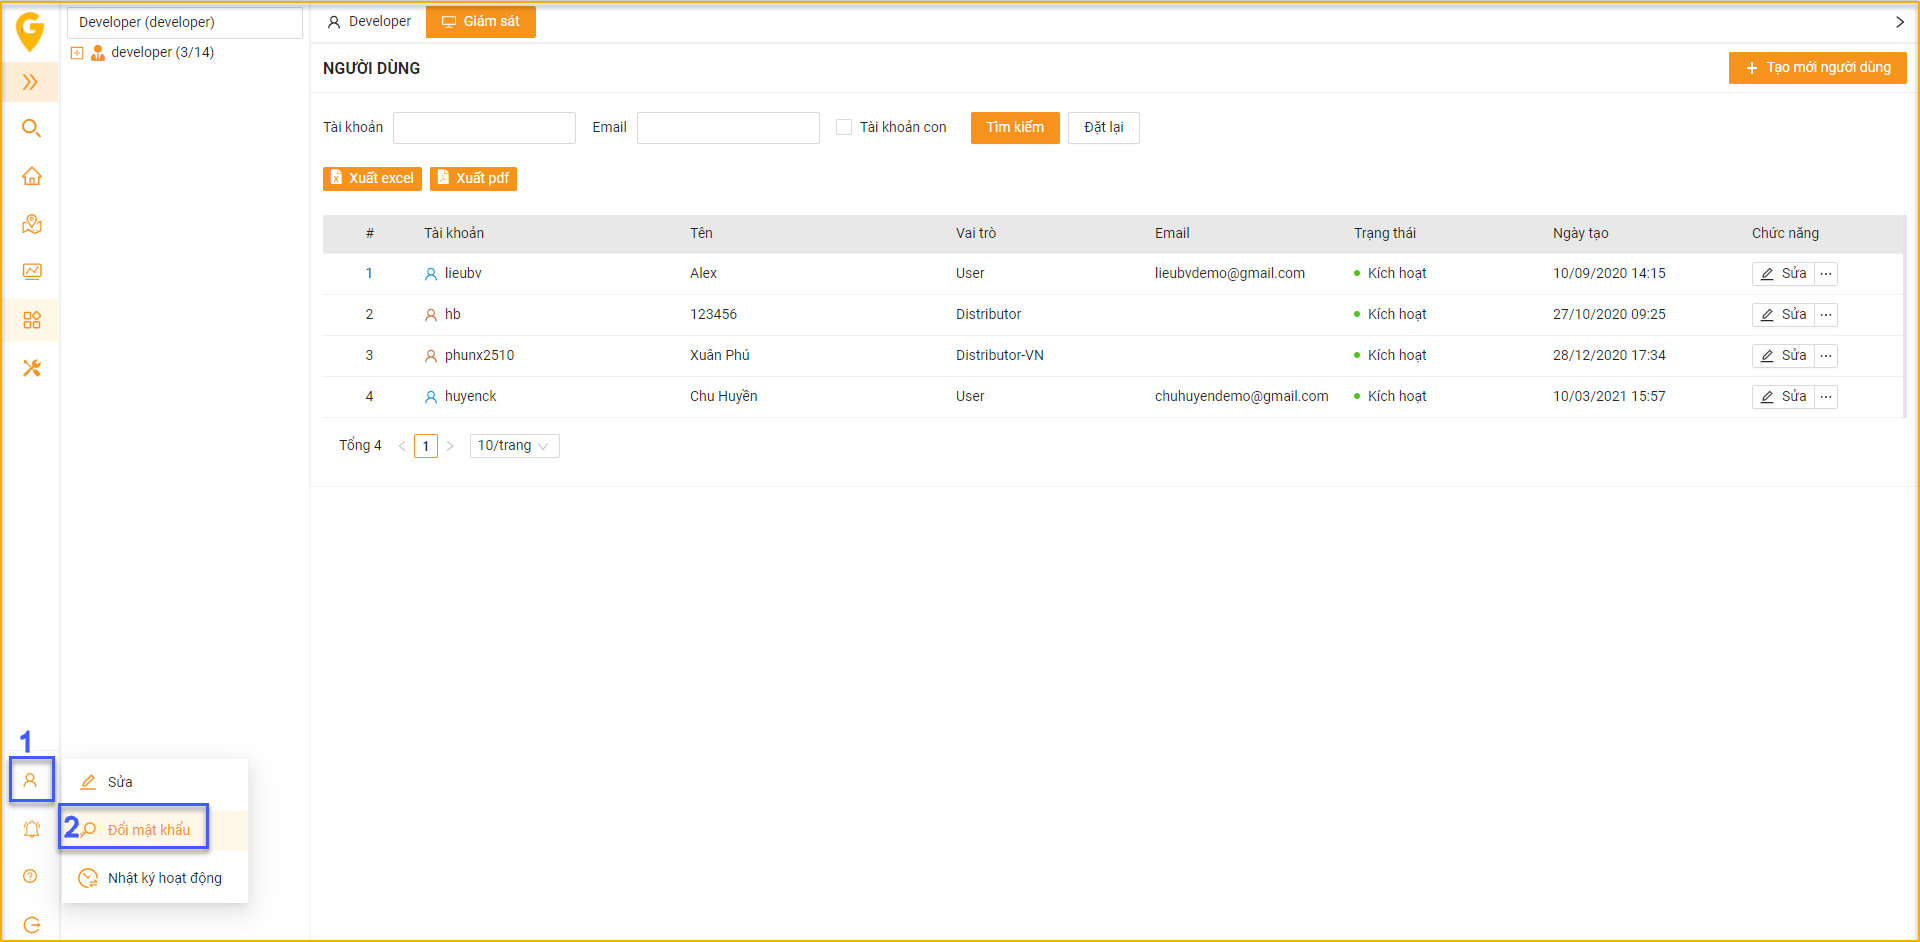 G
Developer (developer)
developer (3/14)
Developer
Giám sát
NGƯỜI DÙNG
Tạo mới người dùng
Tài khoản
Email
Tài khoản con
Tìm kiếm
Đặt lại
Xuất excel
Xuất pdf
# Tài khoản Tên Vai trò Email Trạng thái Ngày tạo Chức năng
1 lieubv Alex User lieubvdemo@gmail.com Kích hoạt 10/09/2020 14:15 Sửa ...
2 hb 123456 Distributor Kích hoạt 27/10/2020 09:25 Sửa ...
3 phunx2510 Xuân Phú Distributor-VN Kích hoạt 28/12/2020 17:34 Sửa ...
4 huyenck Chu Huyền User chuhuyendemo@gmail.com Kích hoạt 10/03/2021 15:57 Sửa ...
Tổng 4 < 1 > 10/trang
1
Sửa
2 Đổi mật khẩu
Nhật ký hoạt động